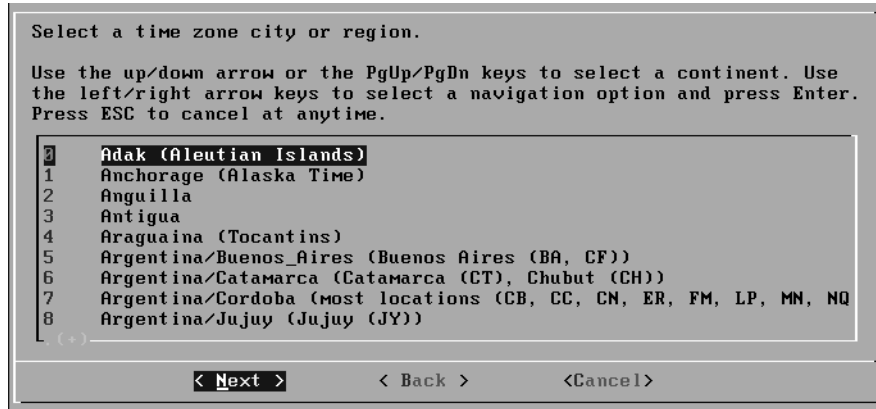 Select a time zone city or region.
Use the up/down arrow or the PgUp/PgDn keys to select a continent. Use
the left/right arrow keys to select a navigation option and press Enter.
Press ESC to cancel at anytime.
0 Adak (Aleutian Islands)
1 Anchorage (Alaska Time)
2 Anguilla
3 Antigua
4 Araguaina (Tocantins)
5 Argentina/Buenos_Aires (Buenos Aires (BA, CF))
6 Argentina/Catamarca (Catamarca (CT), Chubut (CH))
7 Argentina/Cordoba (most locations (CB, CC, CN, ER, FM, LP, MN, NQ
8 Argentina/Jujuy (Jujuy (JY))
.(+)
< Next > < Back > <Cancel>